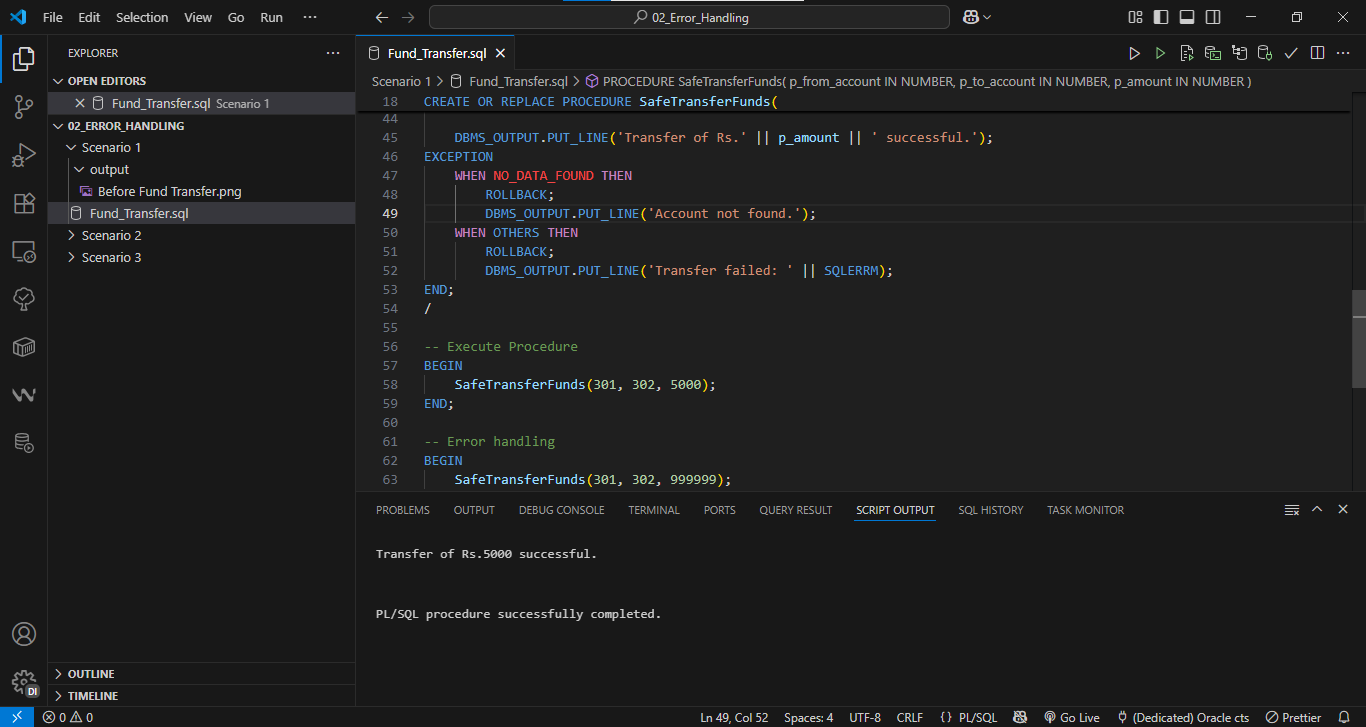 File Edit Selection View Go Run ···
02_Error_Handling
EXPLORER
OPEN EDITORS
Fund_Transfer.sql Scenario 1
02_ERROR_HANDLING
Scenario 1
output
Before Fund Transfer.png
Fund_Transfer.sql
Scenario 2
Scenario 3
OUTLINE
TIMELINE
DI
Fund_Transfer.sql
Scenario 1 > Fund_Transfer.sql > PROCEDURE SafeTransferFunds( p_from_account IN NUMBER, p_to_account IN NUMBER, p_amount IN NUMBER )
18 CREATE OR REPLACE PROCEDURE SafeTransferFunds(
44
45 DBMS_OUTPUT.PUT_LINE('Transfer of Rs.' || p_amount || ' successful.');
46 EXCEPTION
47 WHEN NO_DATA_FOUND THEN
48 ROLLBACK;
49 DBMS_OUTPUT.PUT_LINE('Account not found.');
50 WHEN OTHERS THEN
51 ROLLBACK;
52 DBMS_OUTPUT.PUT_LINE('Transfer failed: ' || SQLERRM);
53 END;
54 /
55
56 -- Execute Procedure
57 BEGIN
58 SafeTransferFunds(301, 302, 5000);
59 END;
60
61 -- Error handling
62 BEGIN
63 SafeTransferFunds(301, 302, 999999);
PROBLEMS OUTPUT DEBUG CONSOLE TERMINAL PORTS QUERY RESULT SCRIPT OUTPUT SQL HISTORY TASK MONITOR
Transfer of Rs.5000 successful.
PL/SQL procedure successfully completed.
0 0 Ln 49, Col 52 Spaces: 4 UTF-8 CRLF {} PL/SQL Go Live (Dedicated) Oracle cts Prettier